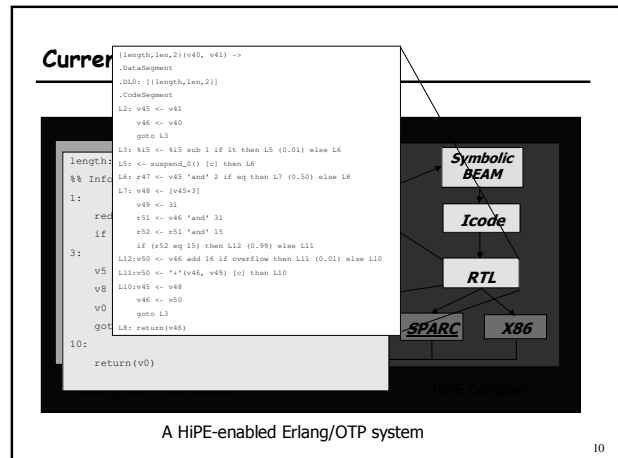 Curren
{length,len,2}(v40, v41) ->
.DataSegment
.DL0: [{length,len,2}]
.CodeSegment
L2: v45 <- v41
v46 <- v40
goto L3
L3: %i5 <- %i5 sub 1 if lt then L5 (0.01) else L6
L5: <- suspend_0() [c] then L6
L6: r47 <- v45 'and' 2 if eq then L7 (0.50) else L8
L7: v48 <- [v45+3]
v49 <- 31
r51 <- v46 'and' 31
r52 <- r51 'and' 15
if (r52 eq 15) then L12 (0.99) else L11
L12:v50 <- v46 add 16 if overflow then L11 (0.01) else L10
L11:v50 <- '+'(v46, v49) [c] then L10
L10:v45 <- v48
v46 <- v50
goto L3
L8: return(v46)
length:
%% Info
1:
red
if
3:
v5
v8
v0
got
10:
return(v0)
Symbolic
BEAM
Icode
RTL
SPARC
X86
HiPE Compiler
A HiPE-enabled Erlang/OTP system
10